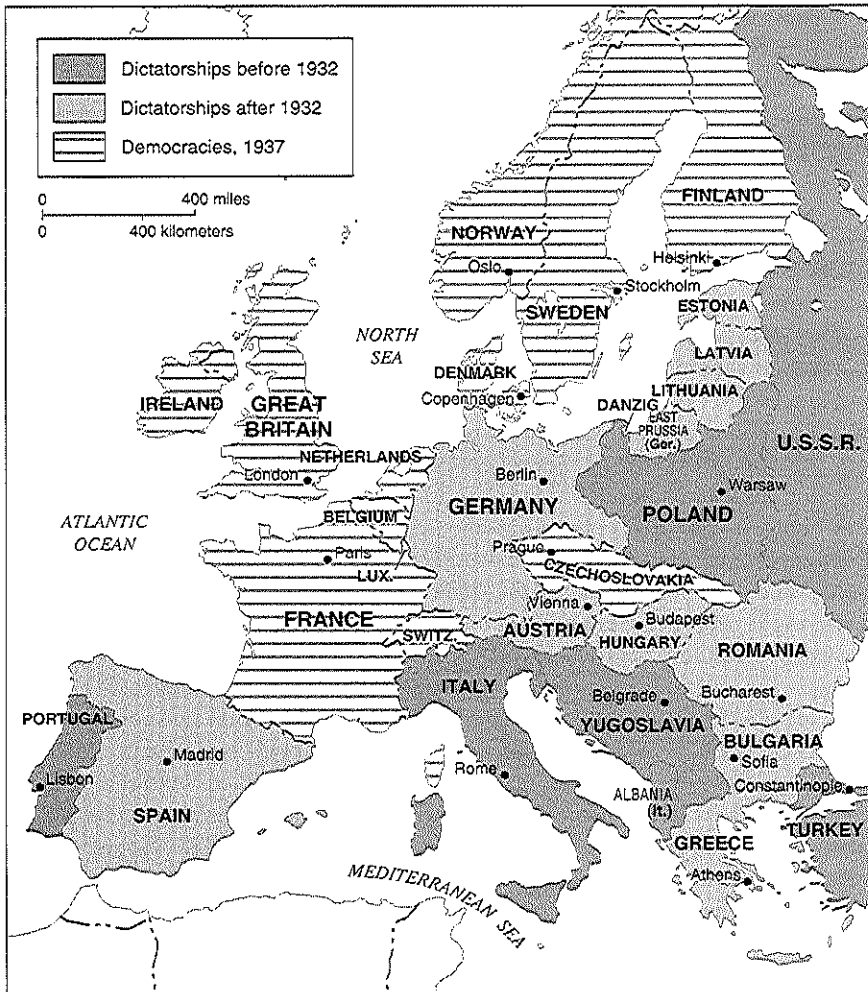 Dictatorships before 1932
Dictatorships after 1932
Democracies, 1937
0 400 miles
0 400 kilometers
FINLAND
NORWAY
Oslo
Helsinki
Stockholm
ESTONIA
SWEDEN
NORTH
SEA
LATVIA
DENMARK
LITHUANIA
Copenhagen
DANZIG
EAST
PRUSSIA
(Ger.)
IRELAND
GREAT
BRITAIN
U.S.S.R.
NETHERLANDS
London
Berlin
Warsaw
GERMANY
POLAND
BELGIUM
ATLANTIC
OCEAN
Paris
LUX.
Prague
CZECHOSLOVAKIA
Vienna
FRANCE
Budapest
SWITZ.
AUSTRIA
HUNGARY
ROMANIA
ITALY
Belgrade
Bucharest
PORTUGAL
YUGOSLAVIA
BULGARIA
Madrid
Sofia
Lisbon
Rome
Constantinople
ALBANIA
(It.)
SPAIN
TURKEY
GREECE
Athens
MEDITERRANEAN SEA